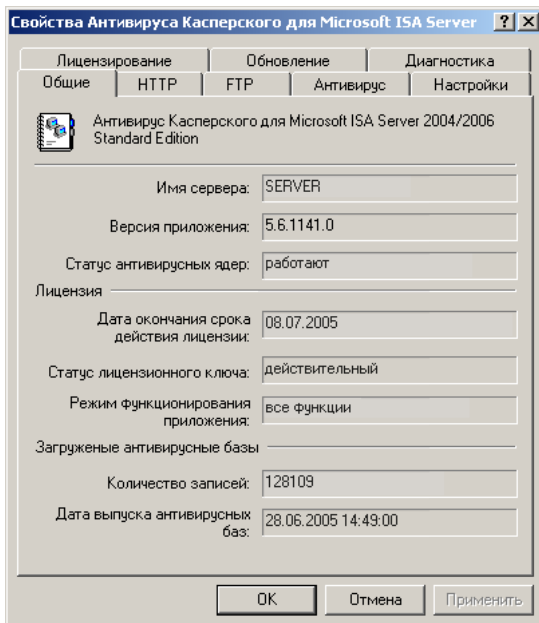 Свойства Антивируса Касперского для Microsoft ISA Server
Лицензирование
Обновление
Диагностика
Общие
HTTP
FTP
Антивирус
Настройки
Антивирус Касперского для Microsoft ISA Server 2004/2006
Standard Edition
Имя сервера: SERVER
Версия приложения: 5.6.1141.0
Статус антивирусных ядер: работают
Лицензия
Дата окончания срока
действия лицензии: 08.07.2005
Статус лицензионного ключа: действительный
Режим функционирования
приложения: все функции
Загруженые антивирусные базы
Количество записей: 128109
Дата выпуска антивирусных
баз: 28.06.2005 14:49:00
OK
Отмена
Применить